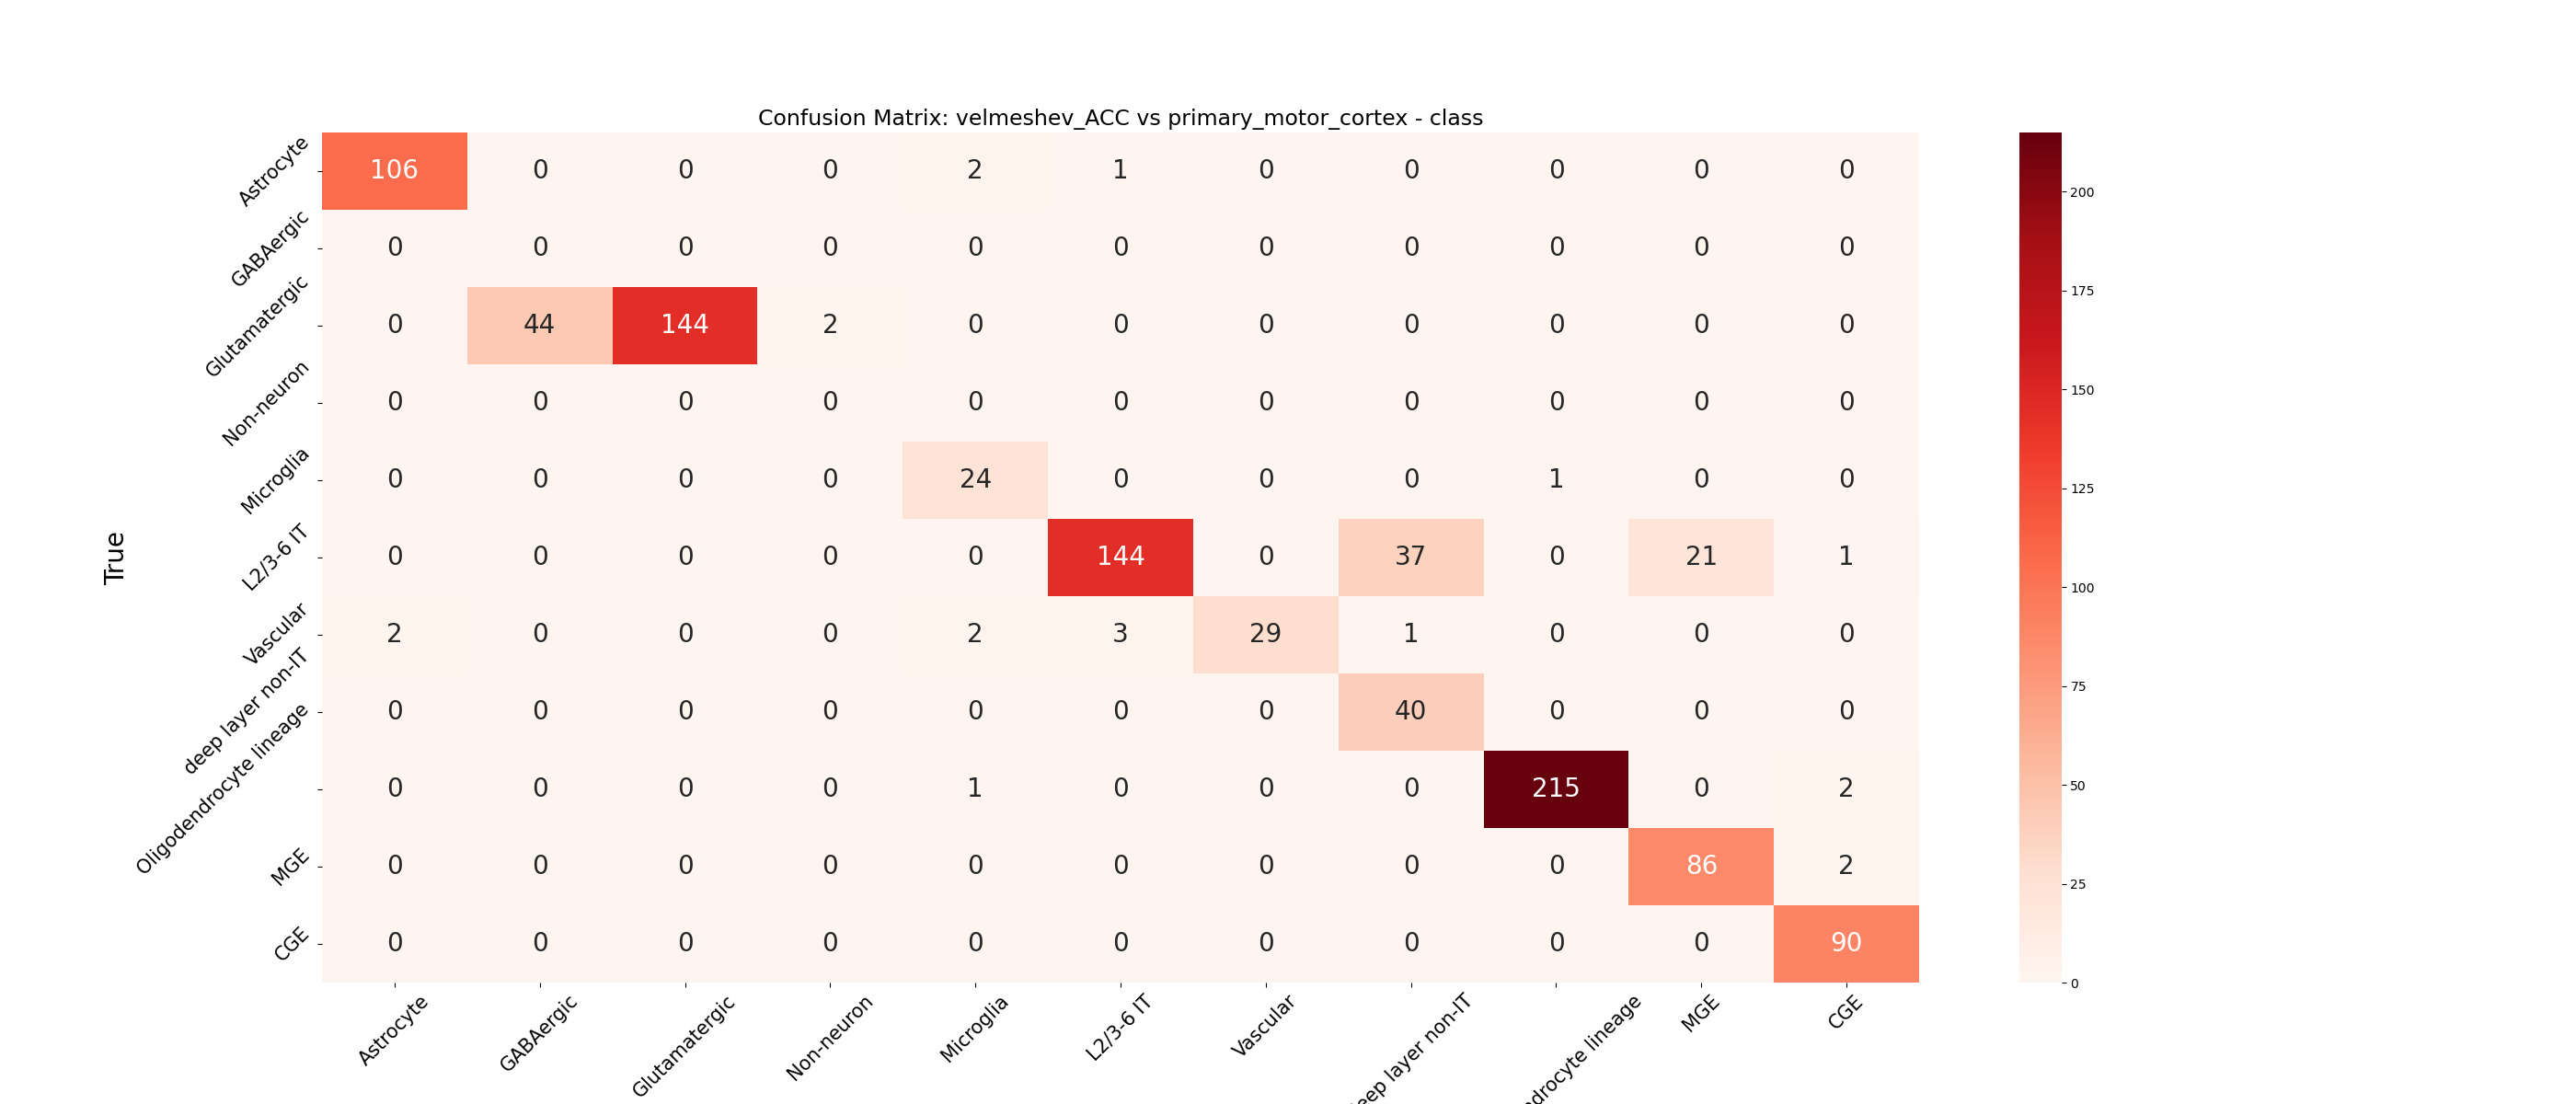 Confusion Matrix: velmeshev_ACC vs primary_motor_cortex - class
True
Astrocyte 106 0 0 0 2 1 0 0 0 0 0
GABAergic 0 0 0 0 0 0 0 0 0 0 0
Glutamatergic 0 44 144 2 0 0 0 0 0 0 0
Non-neuron 0 0 0 0 0 0 0 0 0 0 0
Microglia 0 0 0 0 24 0 0 0 1 0 0
L2/3-6 IT 0 0 0 0 0 144 0 37 0 21 1
Vascular 2 0 0 0 2 3 29 1 0 0 0
deep layer non-IT 0 0 0 0 0 0 0 40 0 0 0
Oligodendrocyte lineage 0 0 0 0 1 0 0 0 215 0 2
MGE 0 0 0 0 0 0 0 0 0 86 2
CGE 0 0 0 0 0 0 0 0 0 0 90
Astrocyte GABAergic Glutamatergic Non-neuron Microglia L2/3-6 IT Vascular eep layer non-IT ndrocyte lineage MGE CGE
200
175
150
125
100
75
50
25
0